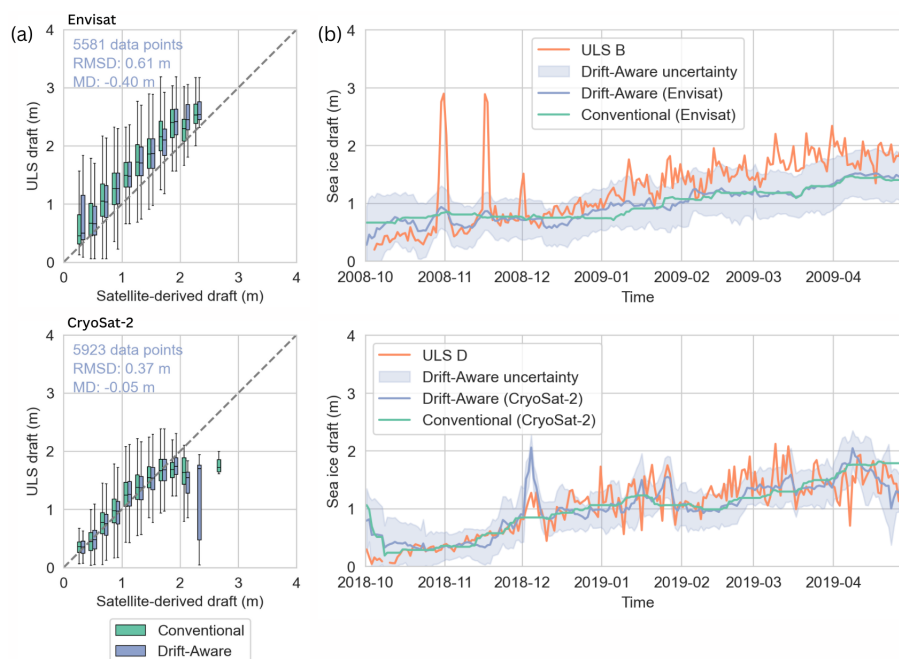 Envisat
(a)
5581 data points
RMSD: 0.61 m
MD: -0.40 m
4
3
2
1
0
ULS draft (m)
0 1 2 3 4
Satellite-derived draft (m)
(b)
ULS B
Drift-Aware uncertainty
Drift-Aware (Envisat)
Conventional (Envisat)
4
3
2
1
0
Sea ice draft (m)
2008-10 2008-11 2008-12 2009-01 2009-02 2009-03 2009-04
Time
CryoSat-2
5923 data points
RMSD: 0.37 m
MD: -0.05 m
4
3
2
1
0
ULS draft (m)
0 1 2 3 4
Satellite-derived draft (m)
Conventional
Drift-Aware
ULS D
Drift-Aware uncertainty
Drift-Aware (CryoSat-2)
Conventional (CryoSat-2)
4
3
2
1
0
Sea ice draft (m)
2018-10 2018-11 2018-12 2019-01 2019-02 2019-03 2019-04
Time